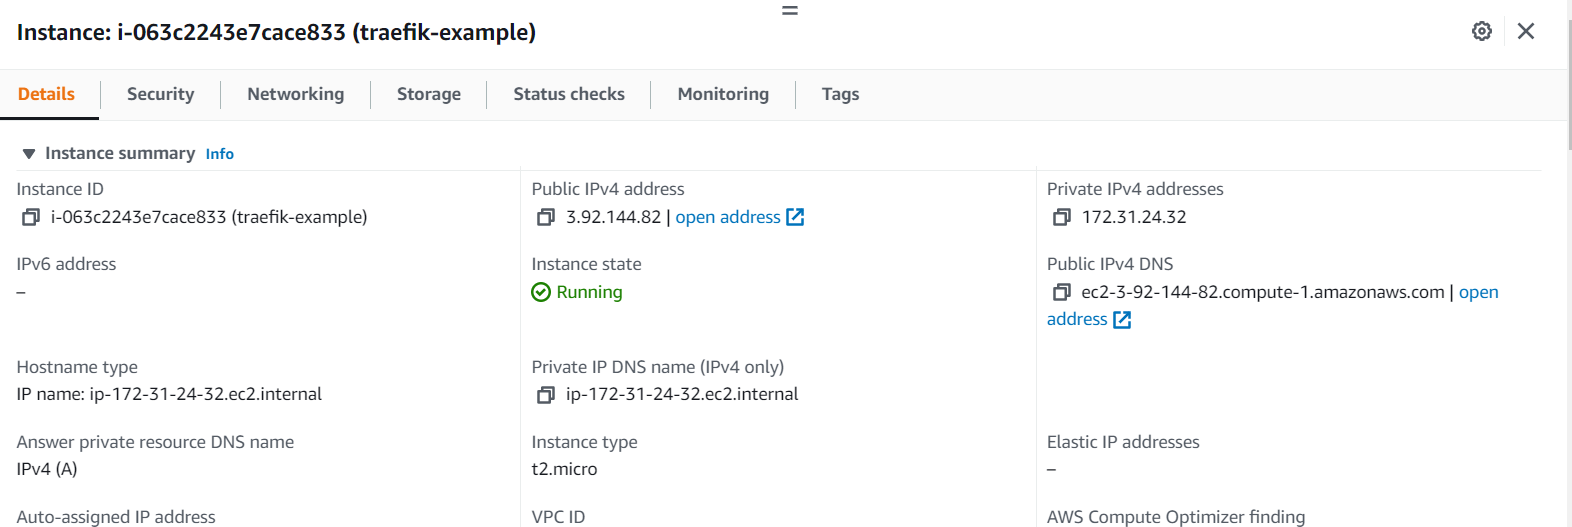 Instance: i-063c2243e7cace833 (traefik-example)
Details
Security
Networking
Storage
Status checks
Monitoring
Tags
Instance summary Info
Instance ID
i-063c2243e7cace833 (traefik-example)
Public IPv4 address
3.92.144.82 | open address
Private IPv4 addresses
172.31.24.32
IPv6 address
–
Instance state
Running
Public IPv4 DNS
ec2-3-92-144-82.compute-1.amazonaws.com | open
address
Hostname type
IP name: ip-172-31-24-32.ec2.internal
Private IP DNS name (IPv4 only)
ip-172-31-24-32.ec2.internal
Answer private resource DNS name
IPv4 (A)
Instance type
t2.micro
Elastic IP addresses
–
Auto-assigned IP address
VPC ID
AWS Compute Optimizer finding